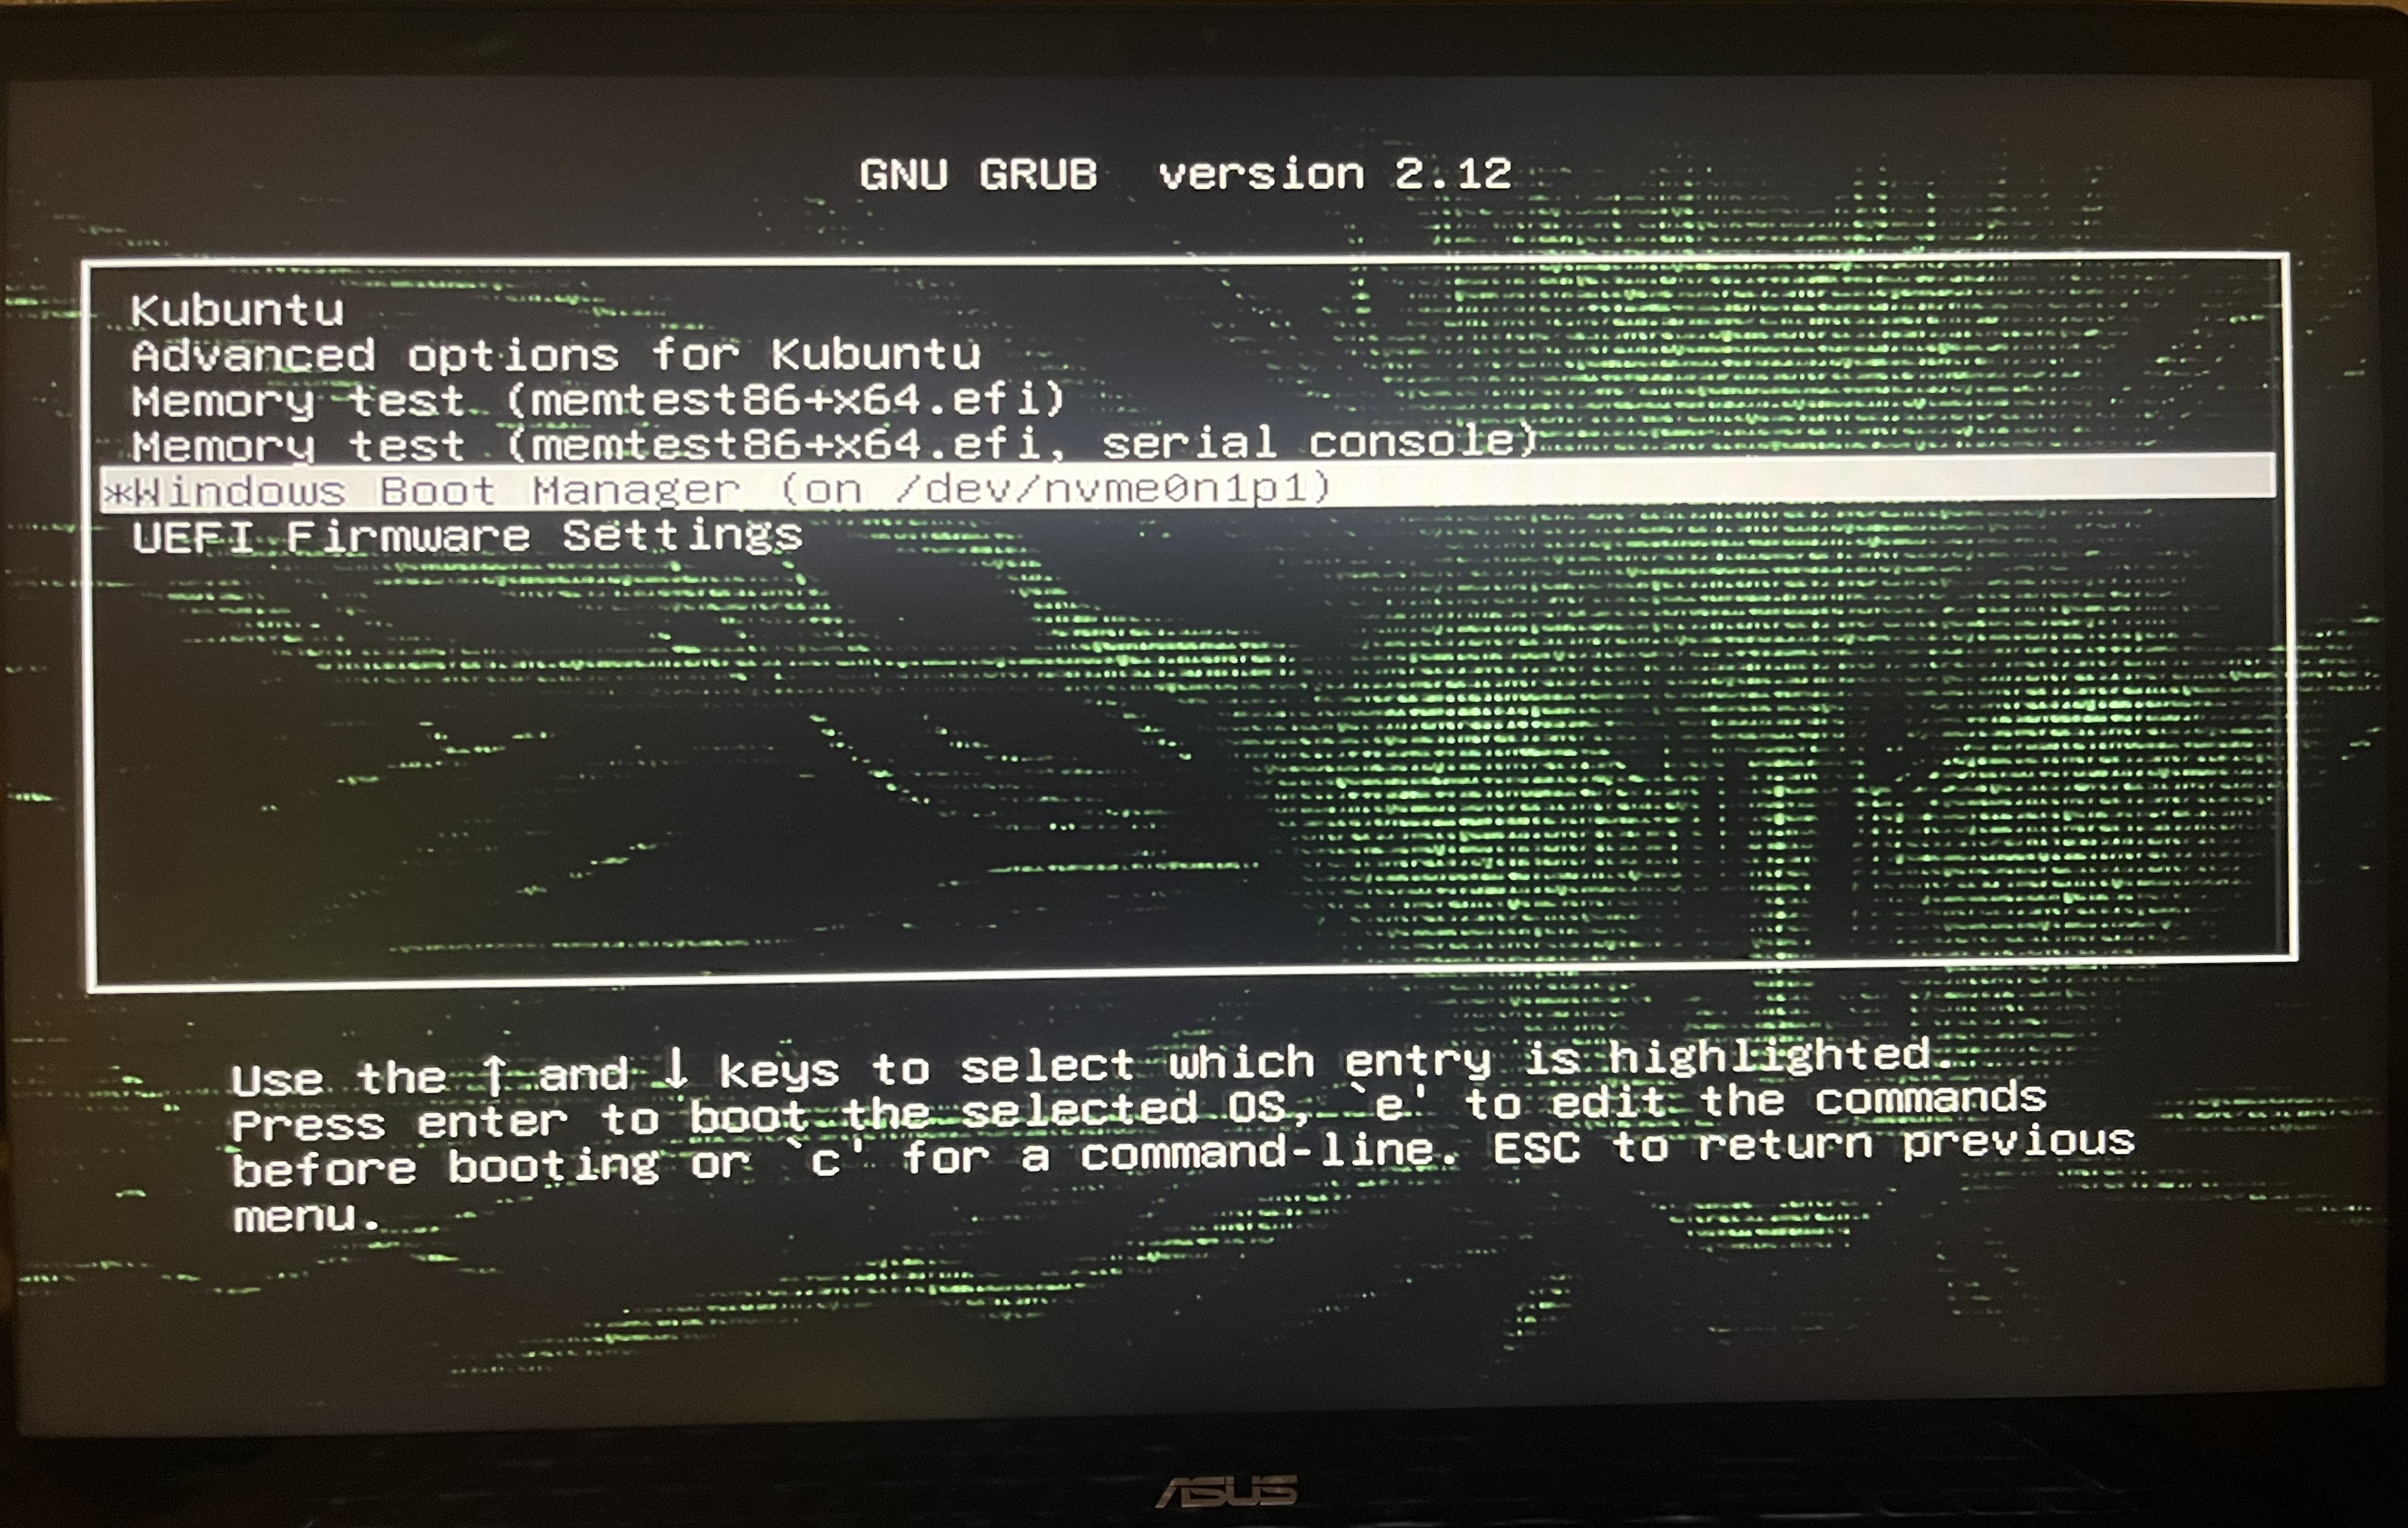 GNU GRUB  version 2.12
Kubuntu
Advanced options for Kubuntu
Memory test (memtest86+x64.efi)
Memory test (memtest86+x64.efi, serial console)
*Windows Boot Manager (on /dev/nvme0n1p1)
UEFI Firmware Settings
Use the ↑ and ↓ keys to select which entry is highlighted.
Press enter to boot the selected OS, `e' to edit the commands
before booting or `c' for a command-line. ESC to return previous
menu.
ASUS